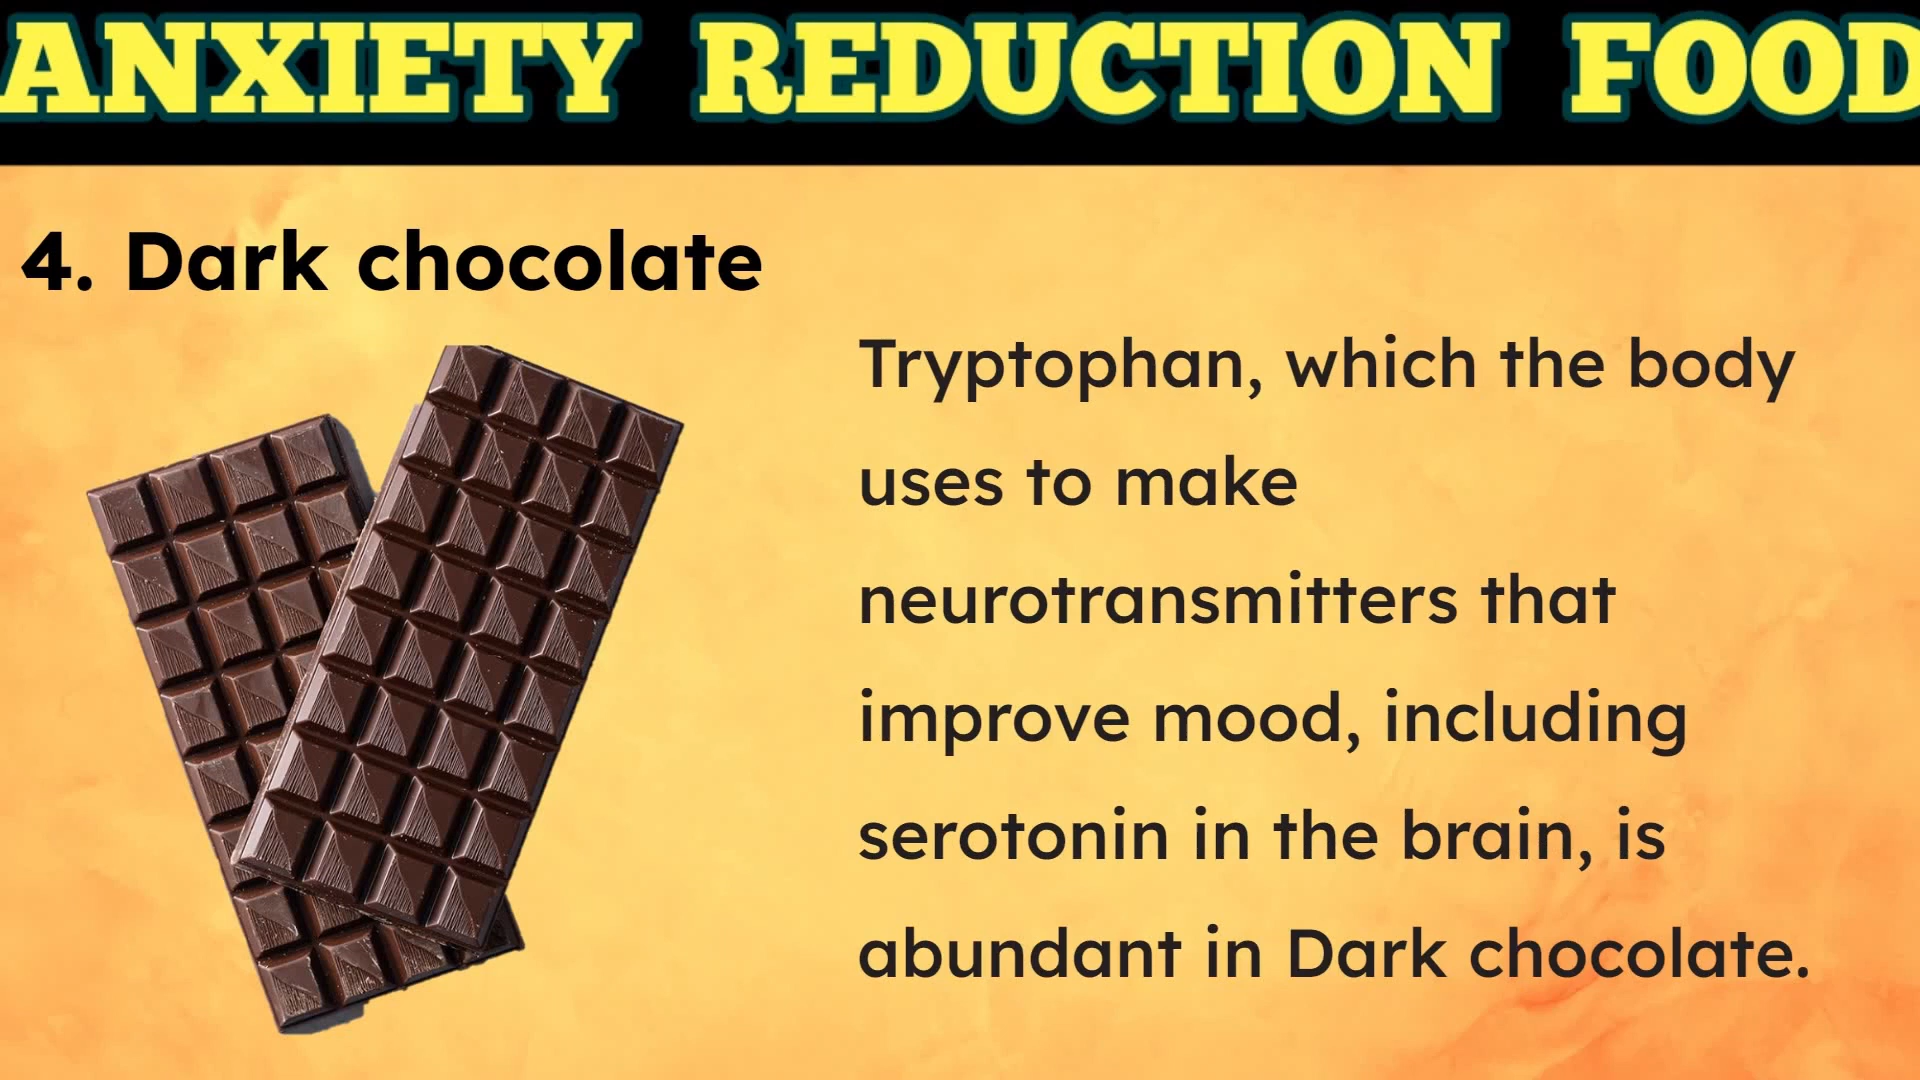 ANXIETY REDUCTION FOOD
4. Dark chocolate
Tryptophan, which the body
uses to make
neurotransmitters that
improve mood, including
serotonin in the brain, is
abundant in Dark chocolate.